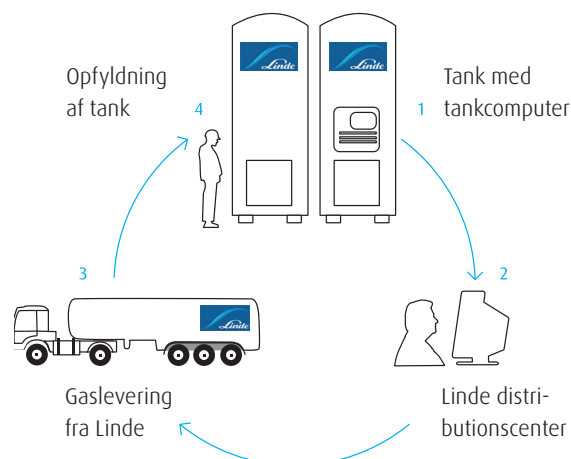 Linde
Linde
Opfyldning
af tank
4
1
Tank med
tankcomputer
3
2
Linde
Gaslevering
fra Linde
Linde distri-
butionscenter